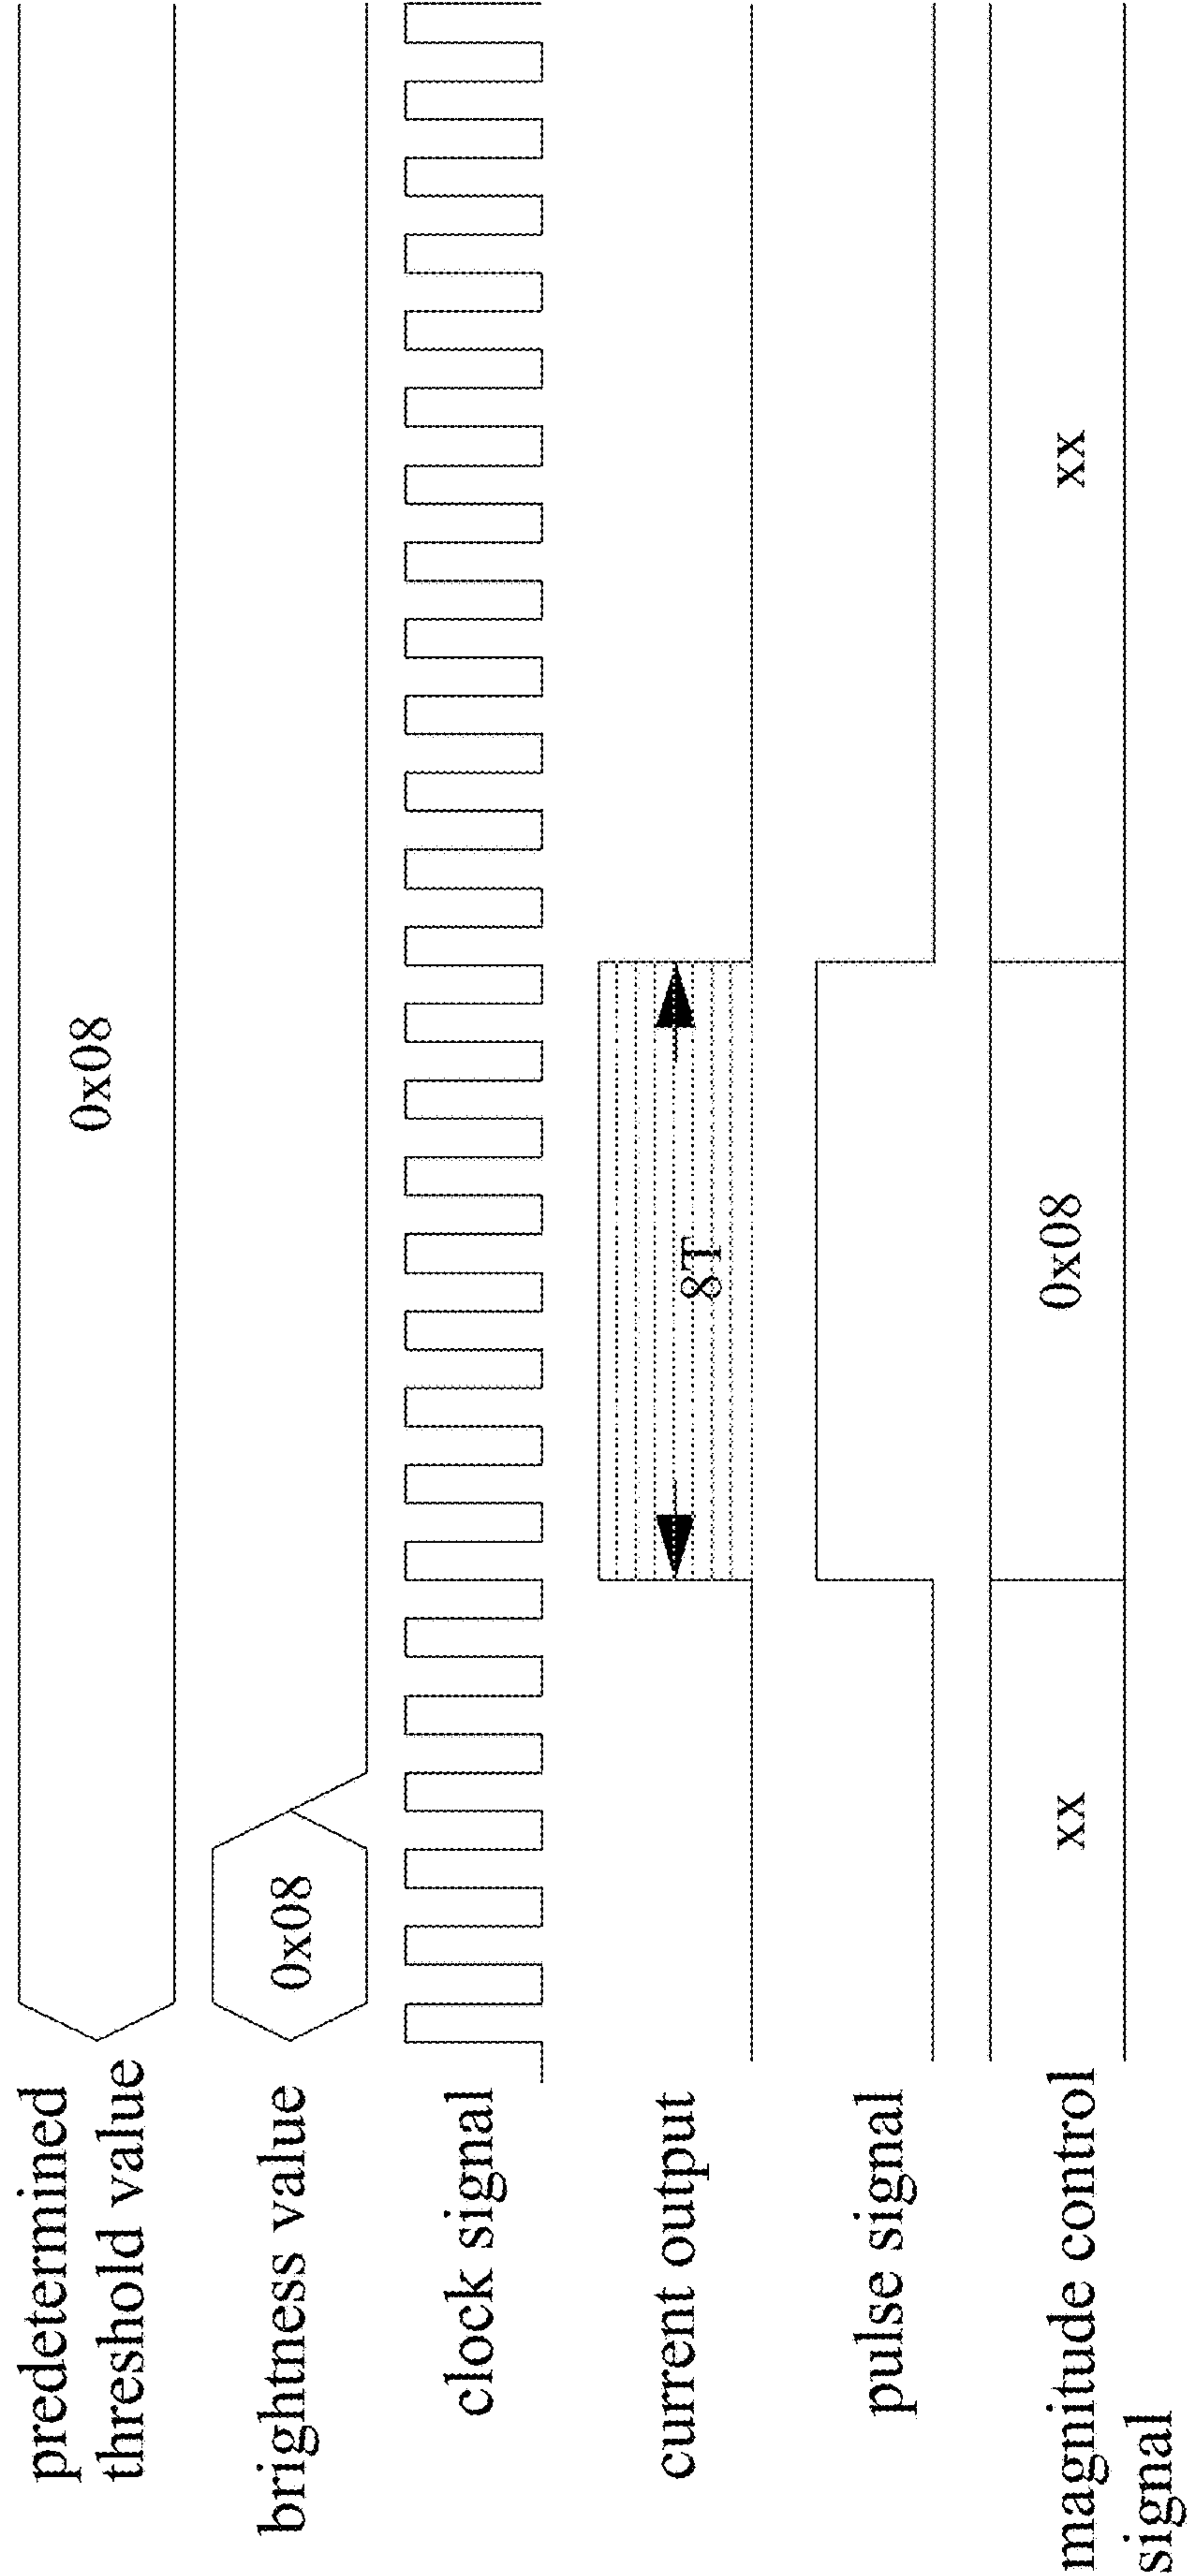 predetermined
threshold value
0x08
brightness value
0x08
clock signal
current output
8T
pulse signal
magnitude control
signal
xx
0x08
xx